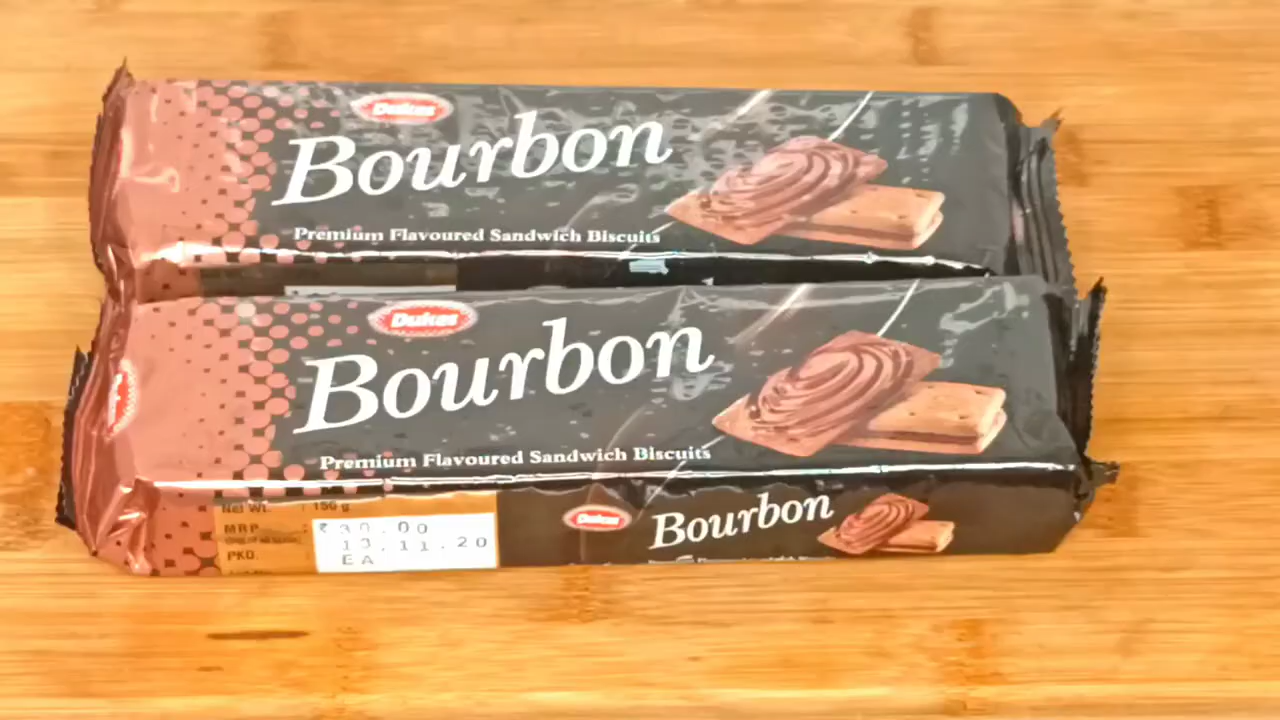 Dukes
Bourbon
Premium Flavoured Sandwich Biscuits
Dukes
Bourbon
Premium Flavoured Sandwich Biscuits
Net Wt. : 150 g
MRP ₹30.00
PKD. 13.11.20
EA
Dukes
Bourbon